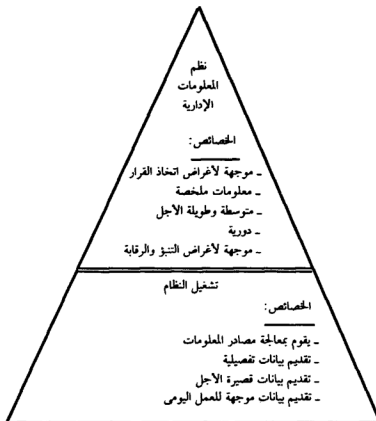 نظم
المعلومات
الإدارية
الخصائص:
ـ موجهة لأغراض اتخاذ القرار
ـ معلومات ملخصة
ـ متوسطة وطويلة الأجل
ـ دورية
ـ موجهة لأغراض التنبؤ والرقابة
تشغيل النظام
الخصائص:
ـ يقوم بمعالجة مصادر المعلومات
ـ تقديم بيانات تفصيلية
ـ تقديم بيانات قصيرة الأجل
ـ تقديم بيانات موجهة للعمل اليومى